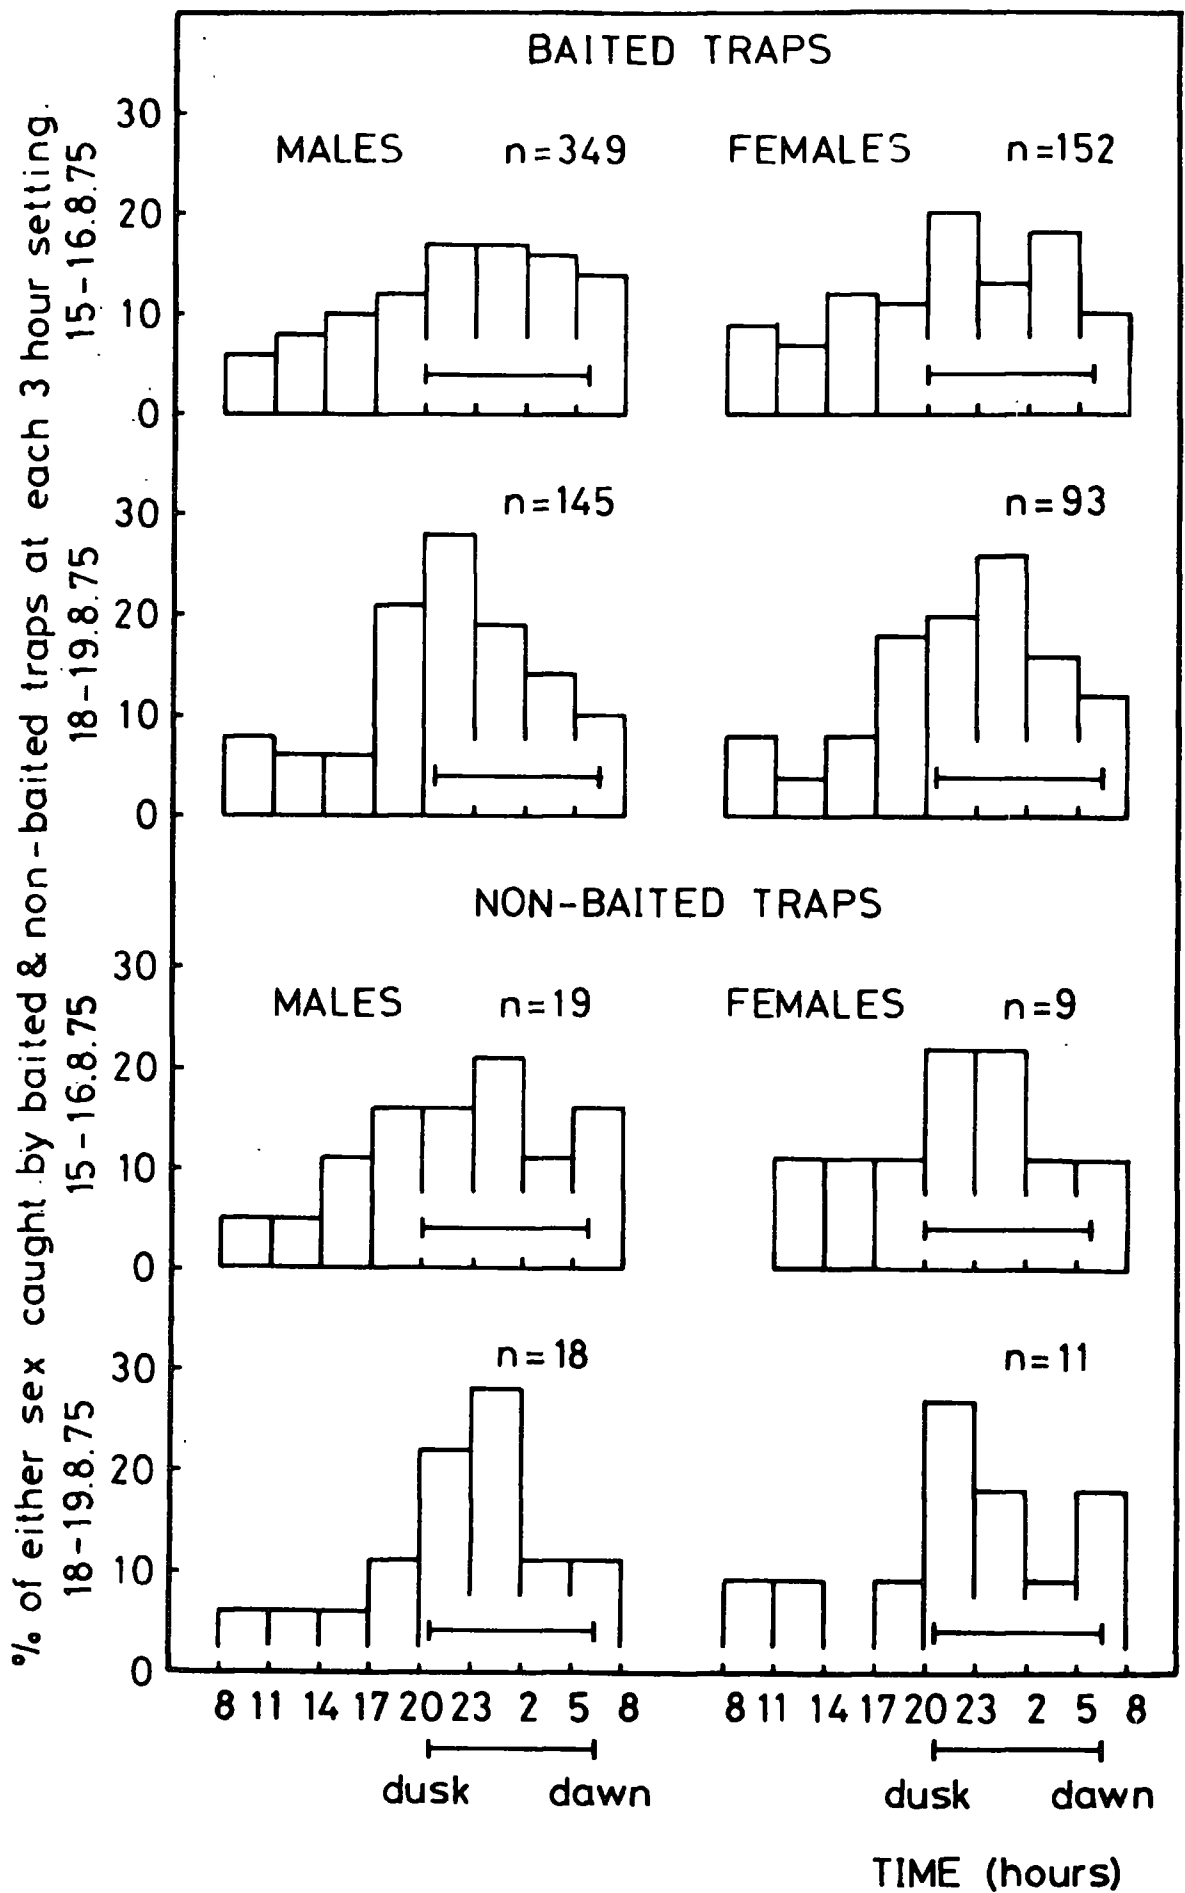 BAITED TRAPS
% of either sex caught by baited & non-baited traps at each 3 hour setting.
15-16.8.75
30
20
10
0
MALES n=349
FEMALES n=152
18-19.8.75
30
20
10
0
n=145
n=93
NON-BAITED TRAPS
15-16.8.75
30
20
10
0
MALES n=19
FEMALES n=9
18-19.8.75
30
20
10
0
n=18
n=11
8 11 14 17 20 23 2 5 8
8 11 14 17 20 23 2 5 8
dusk dawn
dusk dawn
TIME (hours)